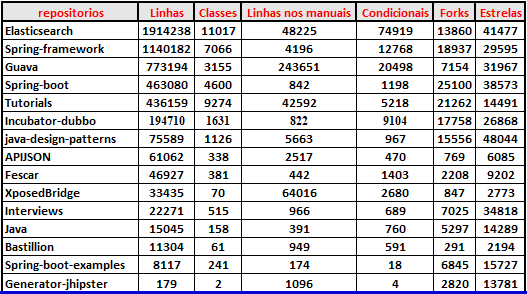 repositorios Linhas Classes Linhas nos manuais Condicionais Forks Estrelas
Elasticsearch 1914238 11017 48225 74919 13860 41477
Spring-framework 1140182 7066 4196 12768 18937 29595
Guava 773194 3155 243651 20498 7154 31967
Spring-boot 463080 4600 842 1198 25100 38573
Tutorials 436159 9274 42592 5218 21262 14491
Incubator-dubbo 194710 1631 822 9104 17758 26868
java-design-patterns 75589 1126 5663 967 15556 48044
APIJSON 61062 338 2517 470 769 6085
Fescar 46927 381 442 1403 2208 9202
XposedBridge 33435 70 64016 2680 847 2773
Interviews 22271 515 966 689 7025 34818
Java 15045 158 391 760 5297 14289
Bastillion 11304 61 949 591 291 2194
Spring-boot-examples 8117 241 174 18 6845 15727
Generator-jhipster 179 2 1096 4 2820 13781